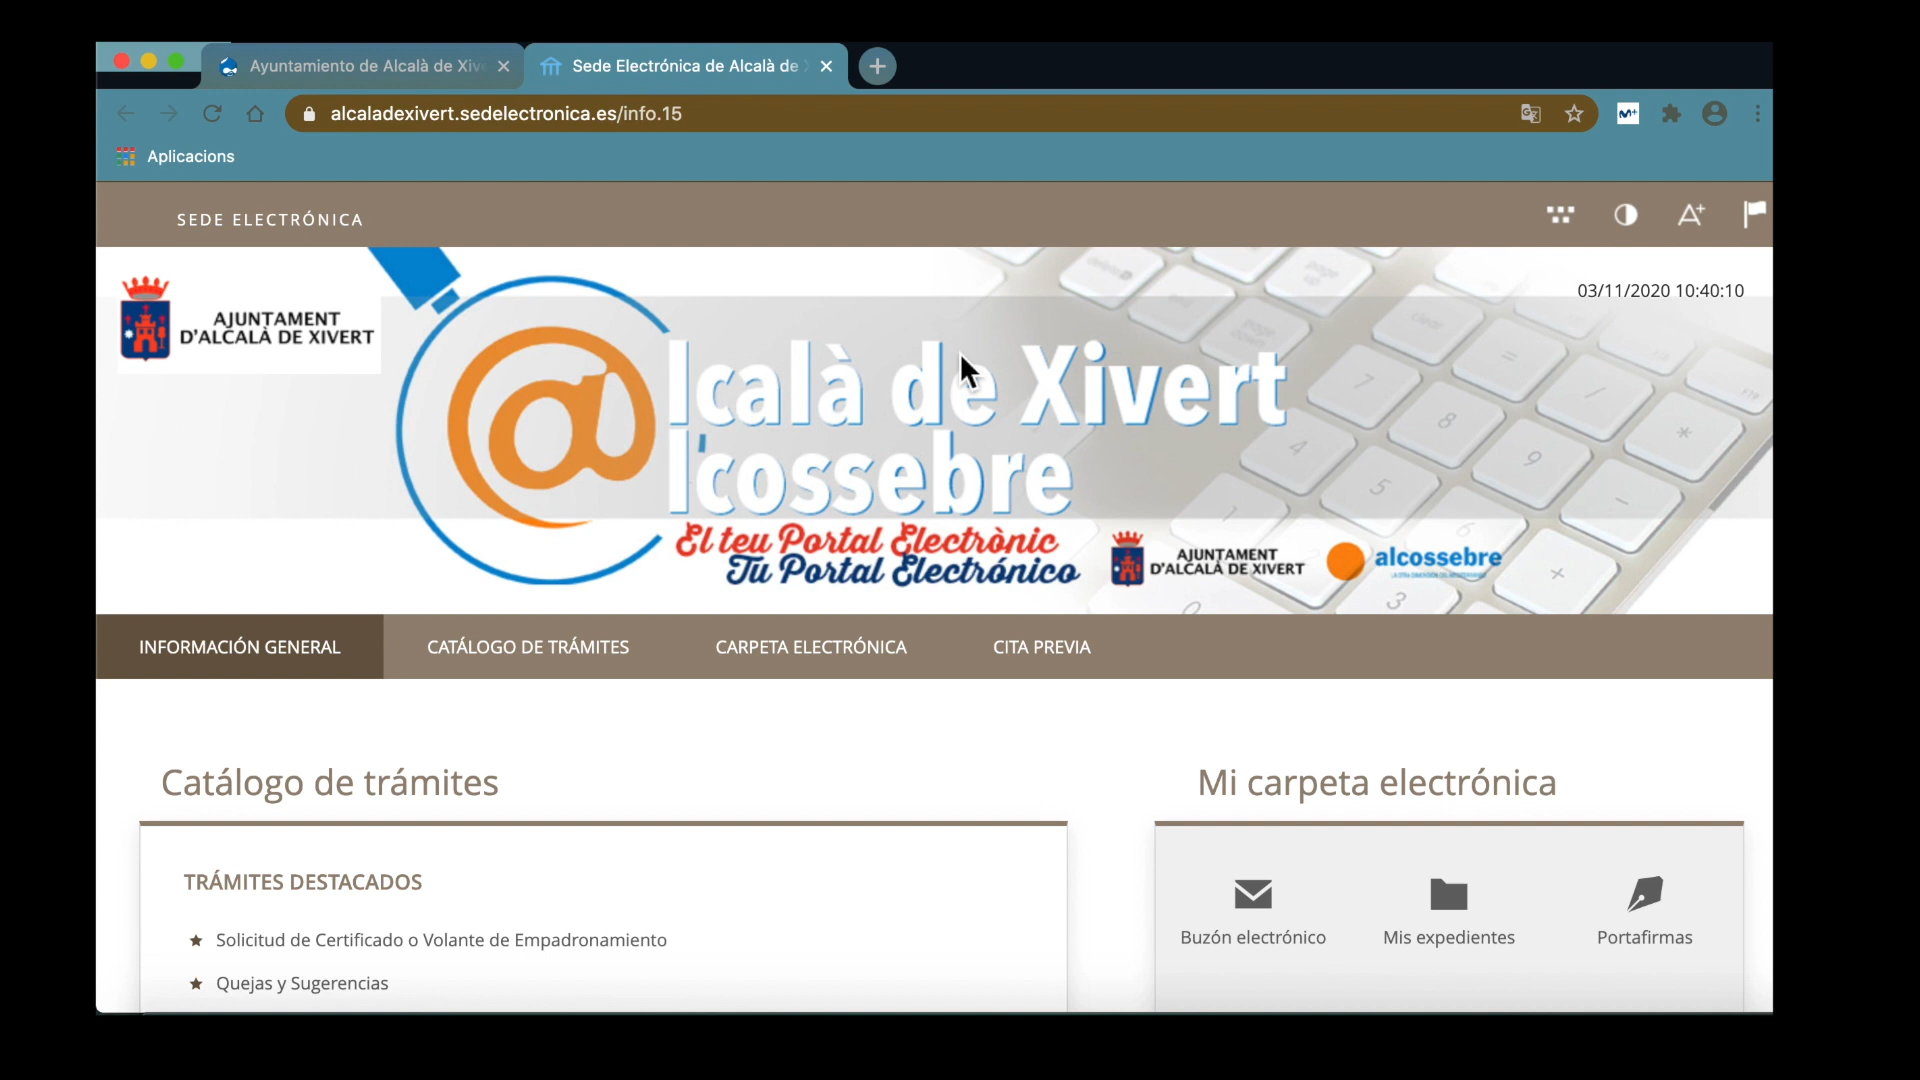 Ayuntamiento de Alcalà de Xive
Sede Electrónica de Alcalà de
alcaladexivert.sedelectronica.es/info.15
Aplicacions
SEDE ELECTRÓNICA
03/11/2020 10:40:10
AJUNTAMENT
D'ALCALÀ DE XIVERT
@lcalà de Xivert
l'cossebre
El teu Portal Electrònic
Tu Portal Electrónico
AJUNTAMENT
D'ALCALÀ DE XIVERT
alcossebre
INFORMACIÓN GENERAL
CATÁLOGO DE TRÁMITES
CARPETA ELECTRÓNICA
CITA PREVIA
Catálogo de trámites
TRÁMITES DESTACADOS
Solicitud de Certificado o Volante de Empadronamiento
Quejas y Sugerencias
Mi carpeta electrónica
Buzón electrónico
Mis expedientes
Portafirmas